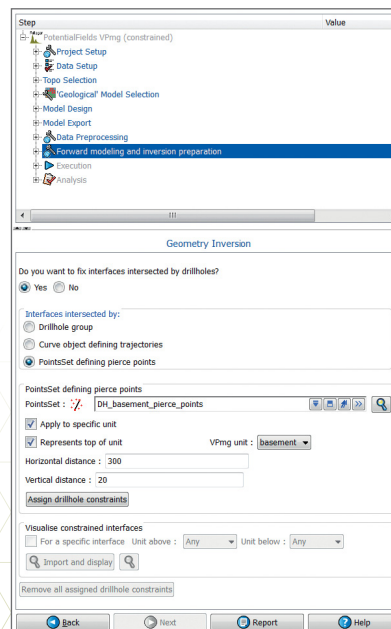 Step Value
PotentialFields VPmg (constrained)
Project Setup
Data Setup
Topo Selection
'Geological' Model Selection
Model Design
Model Export
Data Preprocessing
Forward modeling and inversion preparation
Execution
Analysis
Geometry Inversion
Do you want to fix interfaces intersected by drillholes?
Yes No
Interfaces intersected by:
Drillhole group
Curve object defining trajectories
PointsSet defining pierce points
PointsSet defining pierce points
PointsSet : DH_basement_pierce_points
Apply to specific unit
Represents top of unit VPmg unit : basement
Horizontal distance : 300
Vertical distance : 20
Assign drillhole constraints
Visualise constrained interfaces
For a specific interface Unit above : Any Unit below : Any
Import and display
Remove all assigned drillhole constraints
Back Next Report Help